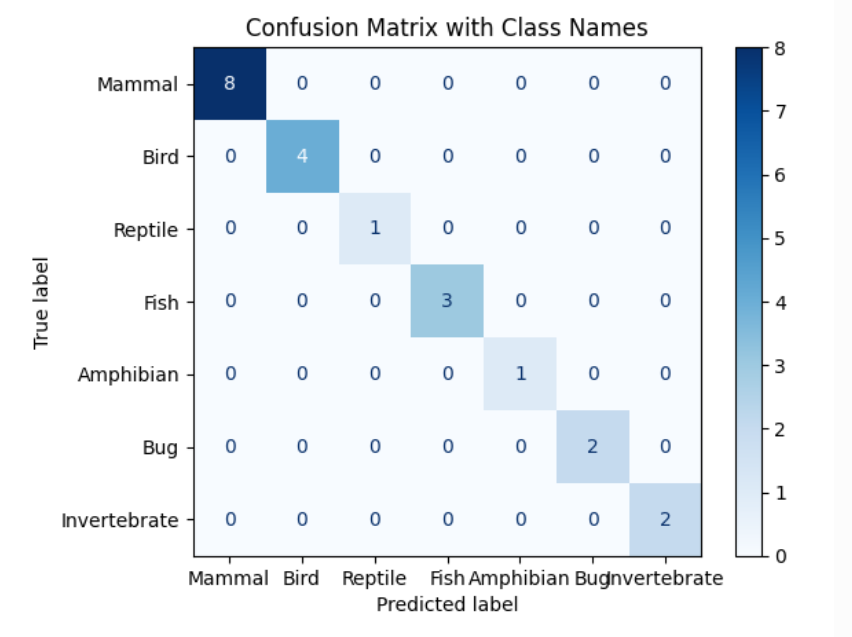 Confusion Matrix with Class Names
Mammal 8 0 0 0 0 0 0
Bird 0 4 0 0 0 0 0
Reptile 0 0 1 0 0 0 0
Fish 0 0 0 3 0 0 0
Amphibian 0 0 0 0 1 0 0
Bug 0 0 0 0 0 2 0
Invertebrate 0 0 0 0 0 0 2
Mammal Bird Reptile Fish Amphibian Bug Invertebrate
Predicted label
True label
8
7
6
5
4
3
2
1
0